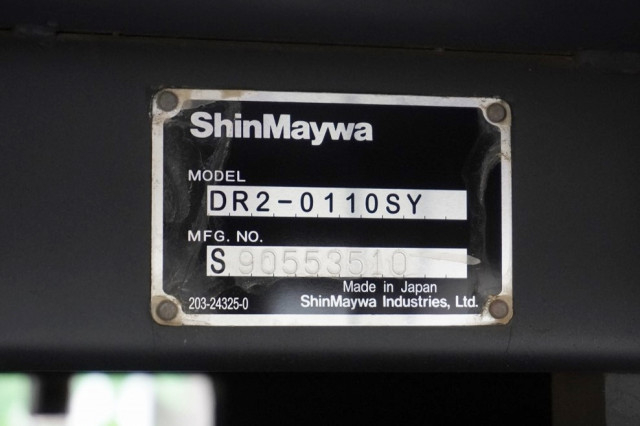 ShinMaywa
MODEL
DR2-0110SY
MFG. NO.
S 90553510
Made in Japan
203-24325-0 ShinMaywa Industries, Ltd.